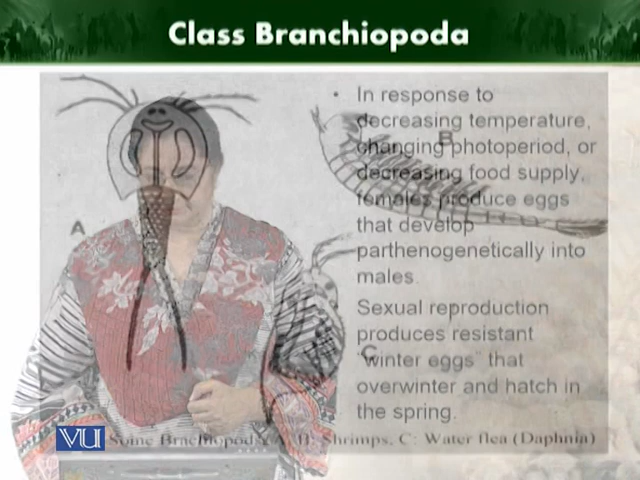 Class Branchiopoda
• In response to
decreasing temperature,
changing photoperiod, or
decreasing food supply,
females produce eggs
that develop
parthenogenetically into
males.
Sexual reproduction
produces resistant
"winter eggs" that
overwinter and hatch in
the spring.
A
B
C
VU
Some Brachiopods, B: Shrimps, C: Water flea (Daphnia)